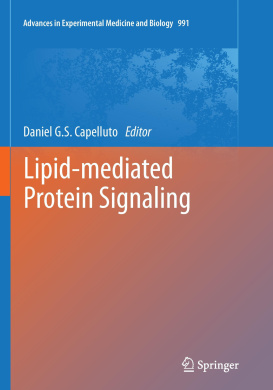 Advances in Experimental Medicine and Biology 991
Daniel G.S. Capelluto Editor
Lipid-mediated
Protein Signaling
Springer